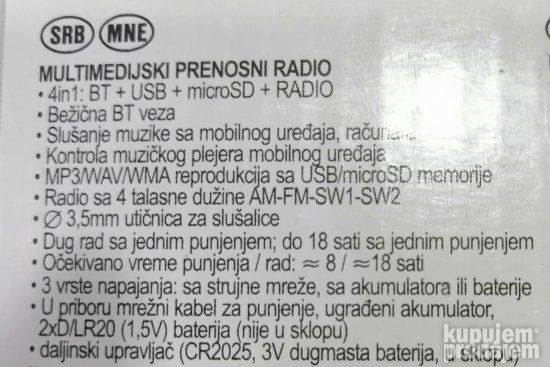 SRB MNE
MULTIMEDIJSKI PRENOSNI RADIO
• 4in1: BT + USB + microSD + RADIO
• Bežična BT veza
• Slušanje muzike sa mobilnog uređaja, računara
• Kontrola muzičkog plejera mobilnog uređaja
• MP3/WAV/WMA reprodukcija sa USB/microSD memorije
• Radio sa 4 talasne dužine AM-FM-SW1-SW2
• Ø 3,5mm utičnica za slušalice
• Dug rad sa jednim punjenjem; do 18 sati sa jednim punjenjem
• Očekivano vreme punjenja / rad: ≈ 8 / ≈18 sati
• 3 vrste napajanja: sa strujne mreže, sa akumulatora ili baterije
• U priboru mrežni kabel za punjenje, ugrađeni akumulator,
2xD/LR20 (1,5V) baterija (nije u sklopu)
• daljinski upravljač (CR2025, 3V dugmasta baterija, u sklopu)
kupujem
prodajem